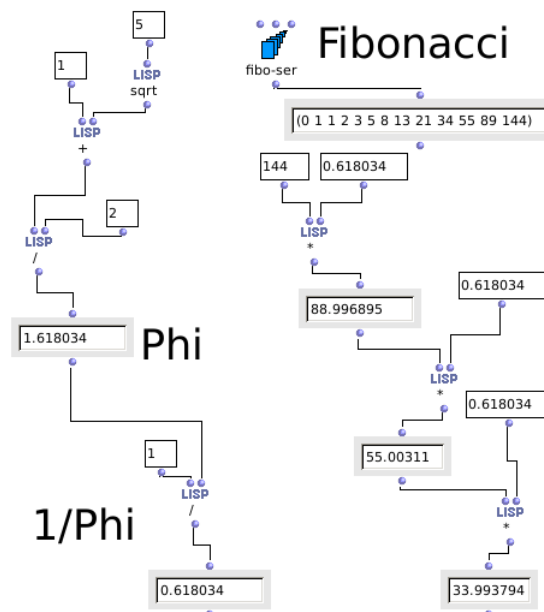 5
1
LISP
sqrt
LISP
+
2
LISP
/
1.618034
Phi
1
LISP
/
1/Phi
0.618034
Fibonacci
fibo-ser
(0 1 1 2 3 5 8 13 21 34 55 89 144)
144
0.618034
LISP
*
88.996895
0.618034
LISP
*
55.00311
0.618034
LISP
*
33.993794